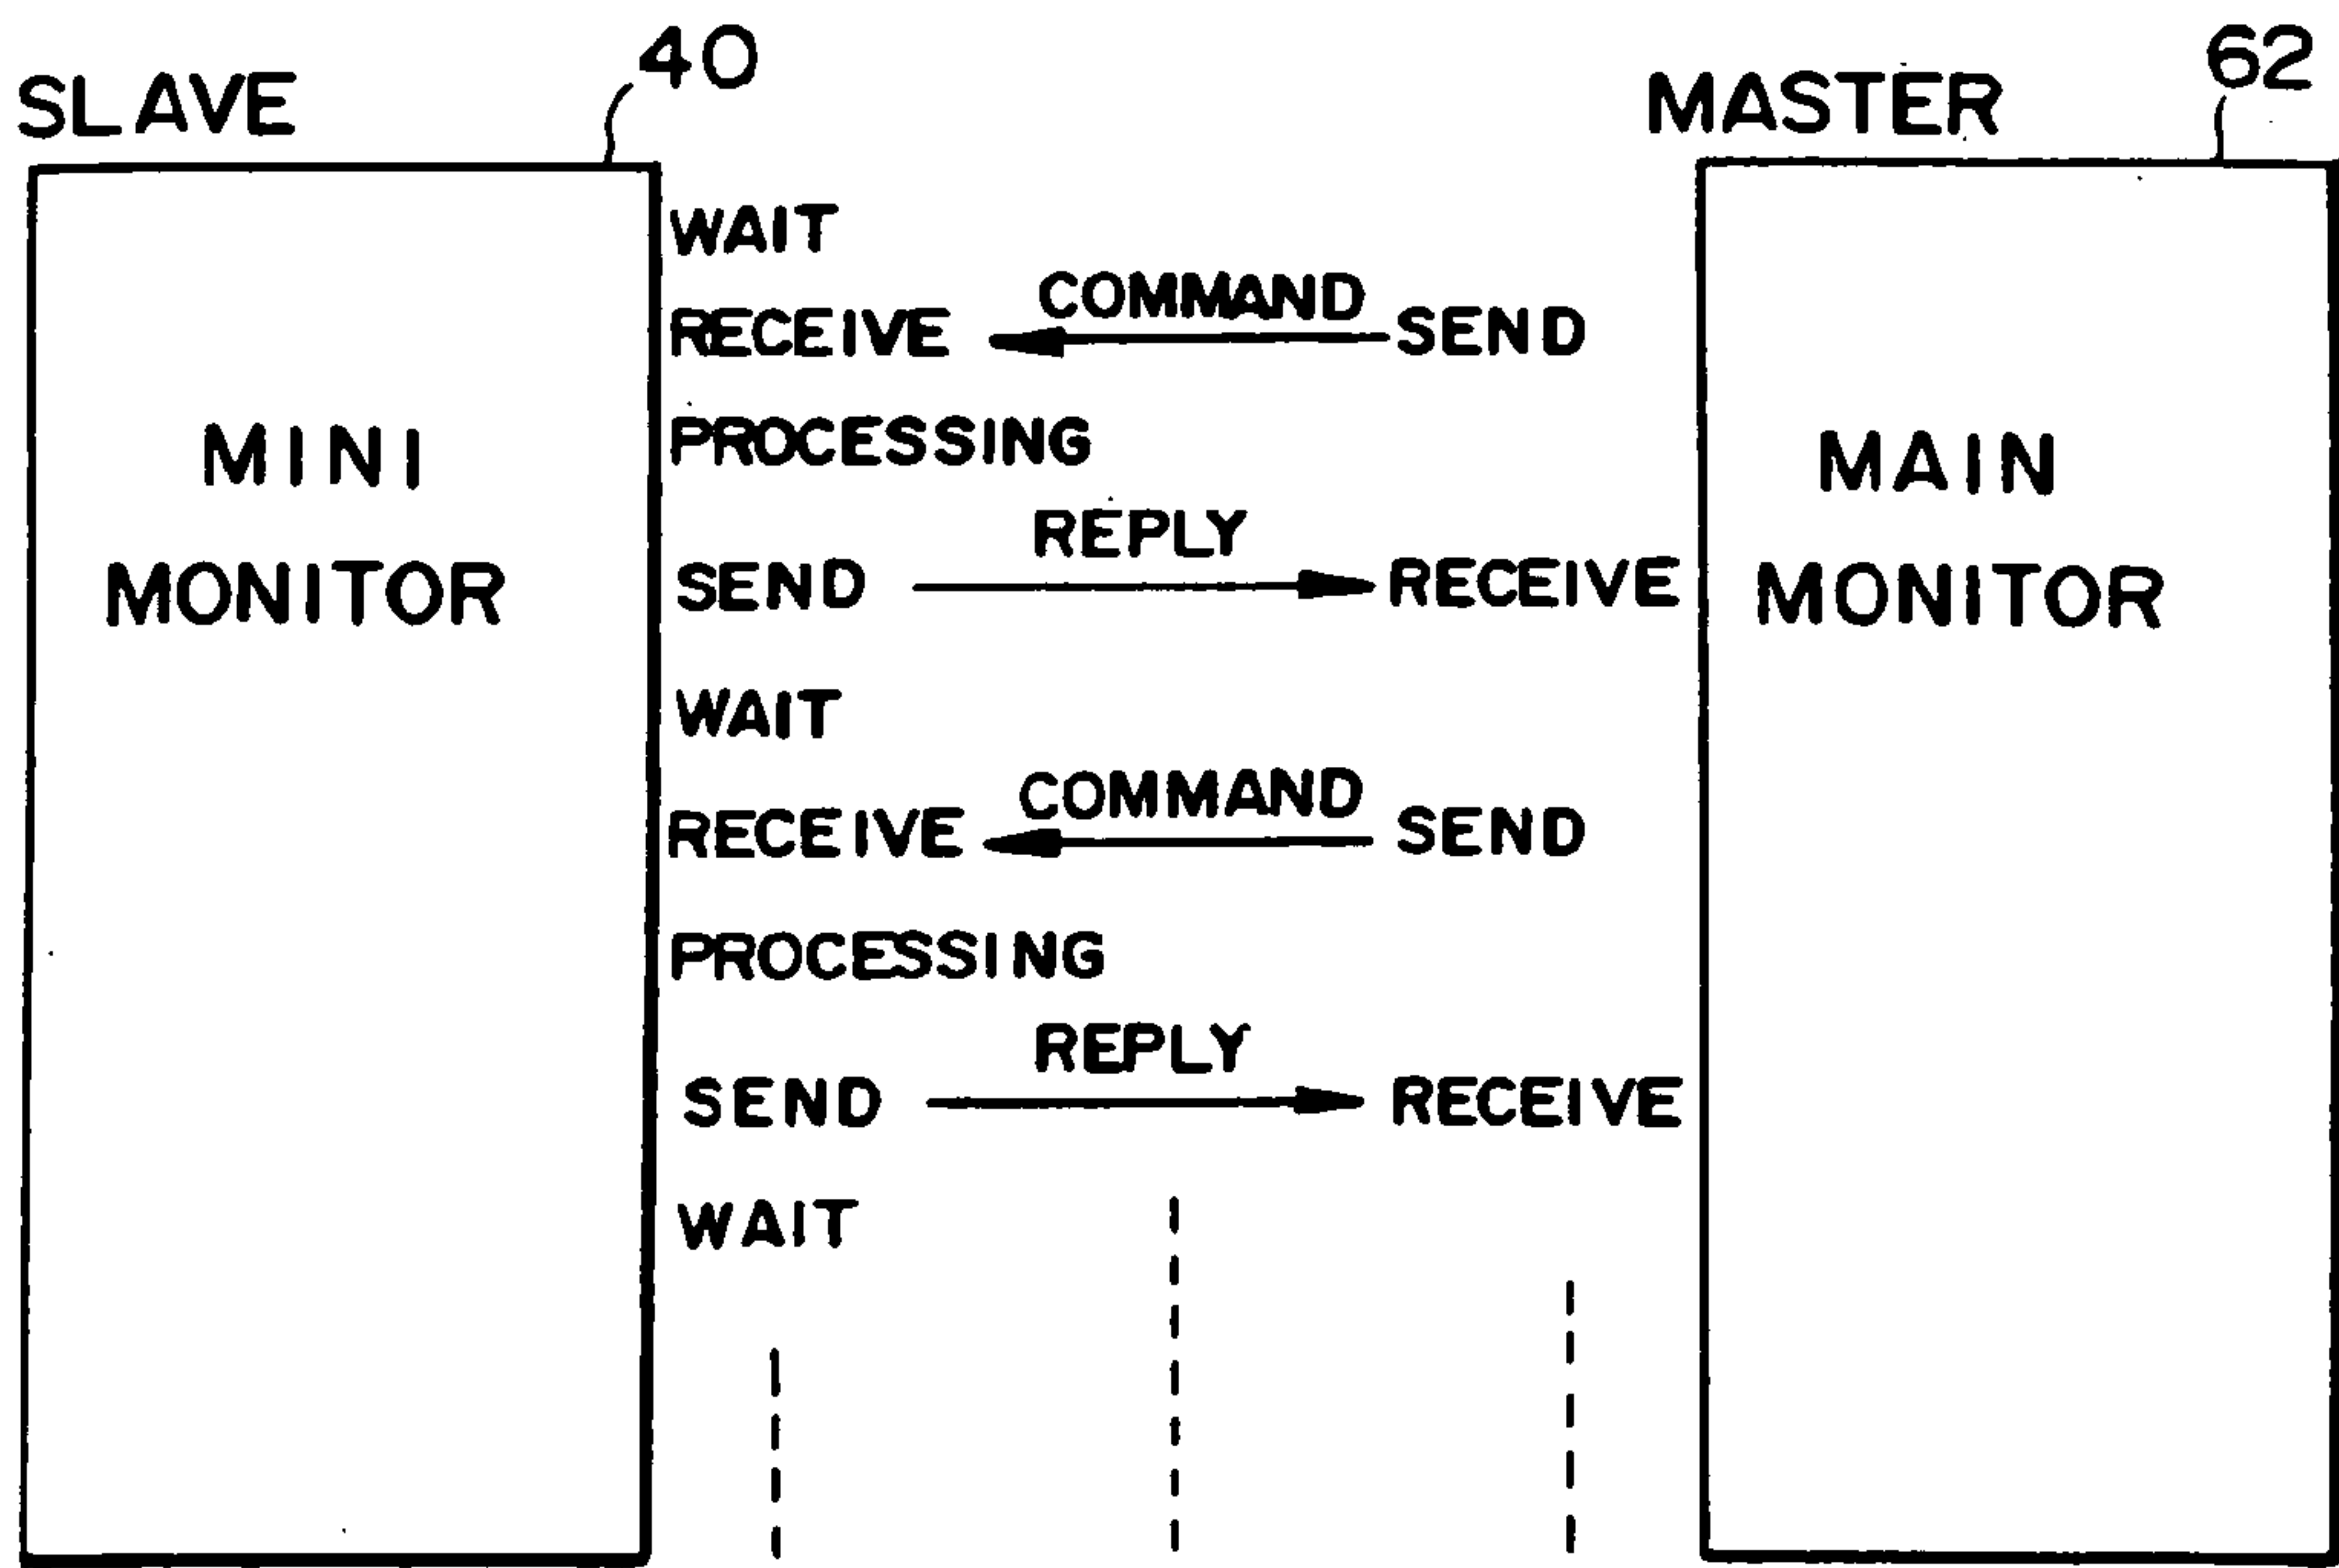 40
62
SLAVE
MASTER
WAIT
COMMAND
RECEIVE
SEND
PROCESSING
MINI
MONITOR
MAIN
MONITOR
REPLY
SEND
RECEIVE
WAIT
COMMAND
RECEIVE
SEND
PROCESSING
REPLY
SEND
RECEIVE
WAIT